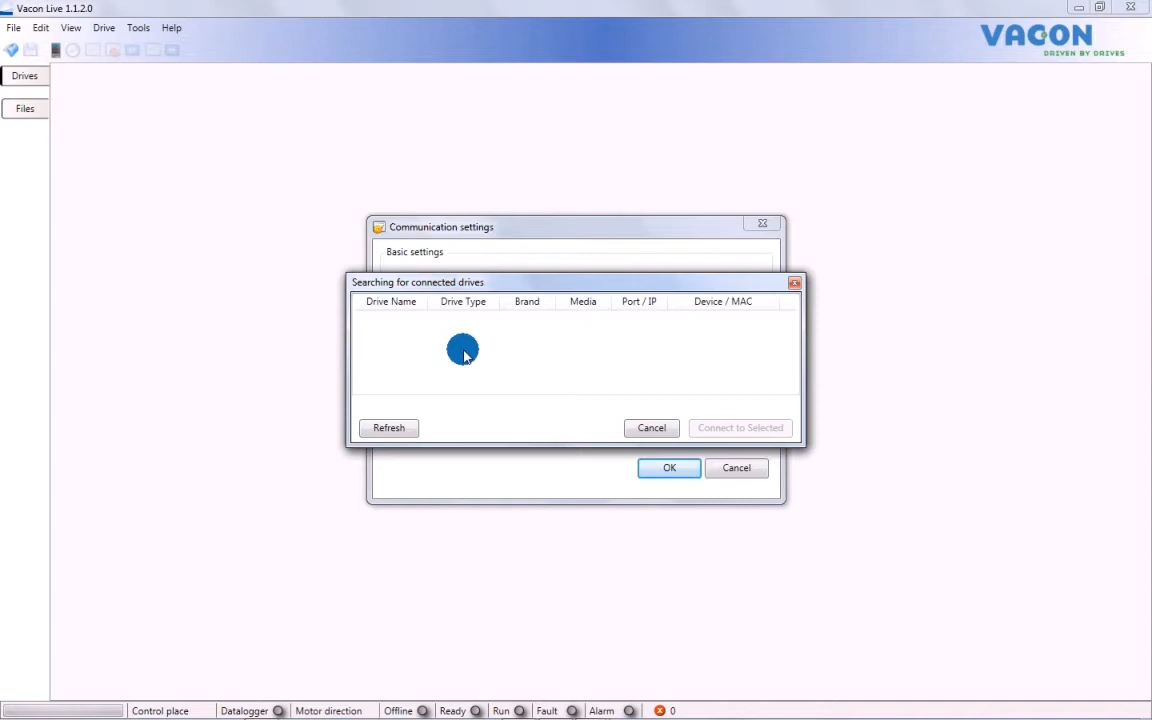 Vacon Live 1.1.2.0
File Edit View Drive Tools Help
VACON
DRIVEN BY DRIVES
Drives
Files
Communication settings
Basic settings
Searching for connected drives
Drive Name Drive Type Brand Media Port / IP Device / MAC
Refresh Cancel Connect to Selected
OK Cancel
Control place Datalogger Motor direction Offline Ready Run Fault Alarm 0